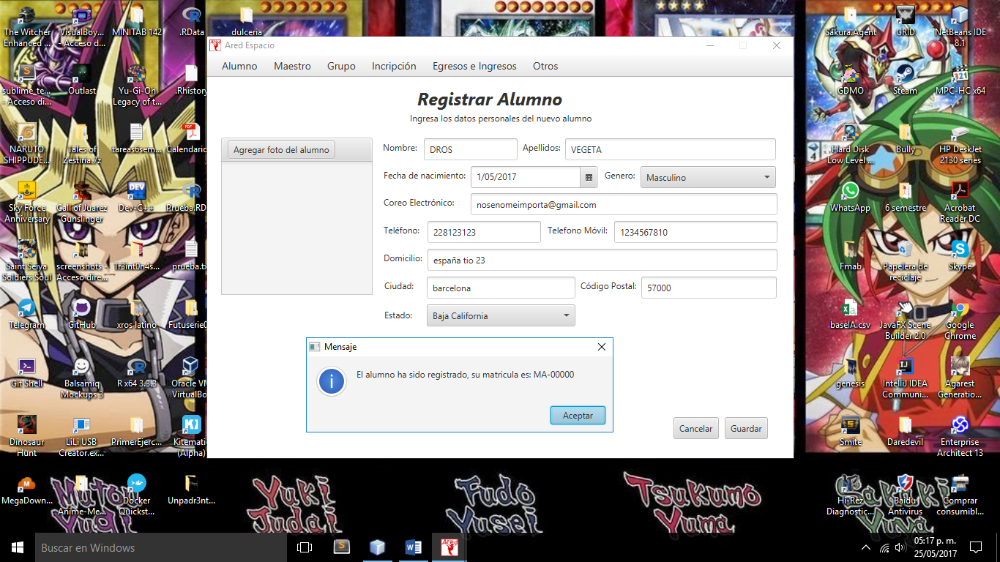 The Witcher Enhanced ...
VisualBoy... - Acceso d...
MINITAB 142
.RData
dulceria
Sakura.Agent
GRID
NetBeans IDE 8.1
sublime_te... - Acceso di...
Outlast
Yu-Gi-Oh Legacy of t...
.Rhistory
GDMO
Steam
MPC-HC x64
NARUTO SHIPPUDE...
Tales of Zestiria.7z
tareas6sem...
Calendario
Hard Disk Low Level ...
Bully
HP DeskJet 2130 series
Sky Force Anniversary
Call of Juarez Gunslinger
Dev-C++
Prueba.RD
WhatsApp
6 semestre
Acrobat Reader DC
Saint Seiya Soldiers Soul
screenshots - Acceso dire...
Tr3int0n4s...
prueba.tx
Fmab
Papelera de reciclaje
Skype
Telegram
GitHub
xros latino
Futuserie0
baseIA.csv
JavaFX Scene Builder 2.0
Google Chrome
Git Shell
Balsamiq Mockups 3
R x64 3.3.3
Oracle VM VirtualBo
genesis
IntelliJ IDEA Communi...
Agarest Generatio...
Dinosaur Hunt
LiLi USB Creator.ex...
PrimerEjerc...
Kitematic (Alpha)
Smite
Daredevil
Enterprise Architect 13
MegaDown...
Anime-Me...
Docker Quickst...
Unpadr3nt...
Hi-Rez Diagnostic...
Baidu Antivirus
Comprar consumibl...
Ared Espacio
Alumno Maestro Grupo Incripción Egresos e Ingresos Otros
Registrar Alumno
Ingresa los datos personales del nuevo alumno
Agregar foto del alumno
Nombre: DROS Apellidos: VEGETA
Fecha de nacimiento: 1/05/2017 Genero: Masculino
Coreo Electrónico: nosenomeimporta@gmail.com
Teléfono: 228123123 Telefono Móvil: 1234567810
Domicilio: españa tio 23
Ciudad: barcelona Código Postal: 57000
Estado: Baja California
Mensaje
El alumno ha sido registrado, su matricula es: MA-00000
Aceptar
Cancelar Guardar
Mutou Yugi
Yuki Judai
Fudo Yusei
Tsukumo Yuma
Sakaki Yuya
Buscar en Windows
05:17 p. m.
25/05/2017